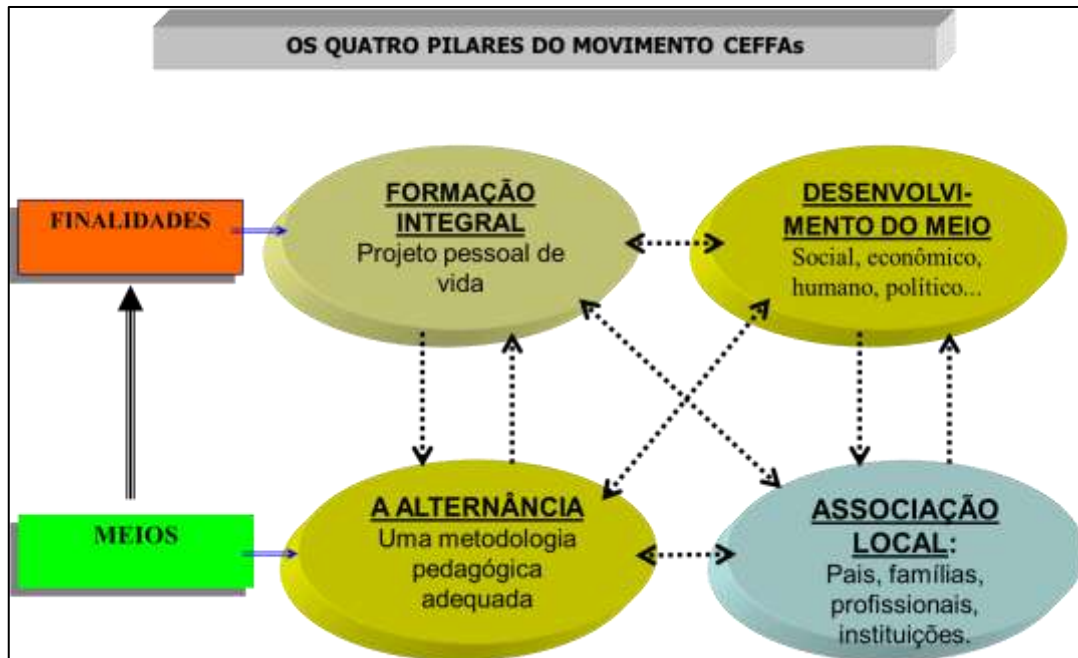 OS QUATRO PILARES DO MOVIMENTO CEFFAs
FINALIDADES
FORMAÇÃO
INTEGRAL
Projeto pessoal de
vida
DESENVOLVI-
MENTO DO MEIO
Social, econômico,
humano, político...
MEIOS
A ALTERNÂNCIA
Uma metodologia
pedagógica
adequada
ASSOCIAÇÃO
LOCAL:
Pais, famílias,
profissionais,
instituições.